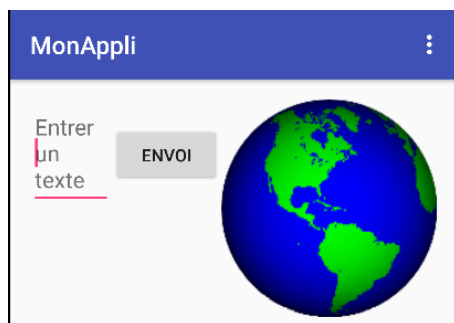 MonAppli
Entrer
un
texte
ENVOI